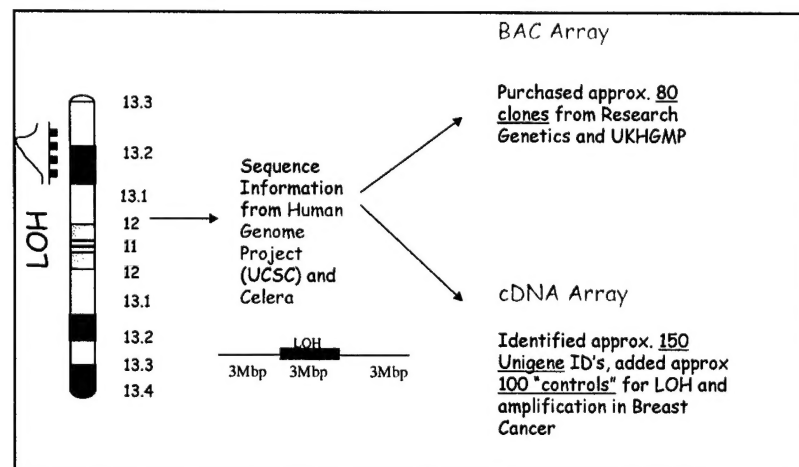 LOH
13.3
13.2
13.1
12
11
12
13.1
13.2
13.3
13.4
Sequence
Information
from Human
Genome
Project
(UCSC) and
Celera
LOH
3Mbp 3Mbp 3Mbp
BAC Array
Purchased approx. 80
clones from Research
Genetics and UKHGMP
cDNA Array
Identified approx. 150
Unigene ID's, added approx
100 "controls" for LOH and
amplification in Breast
Cancer